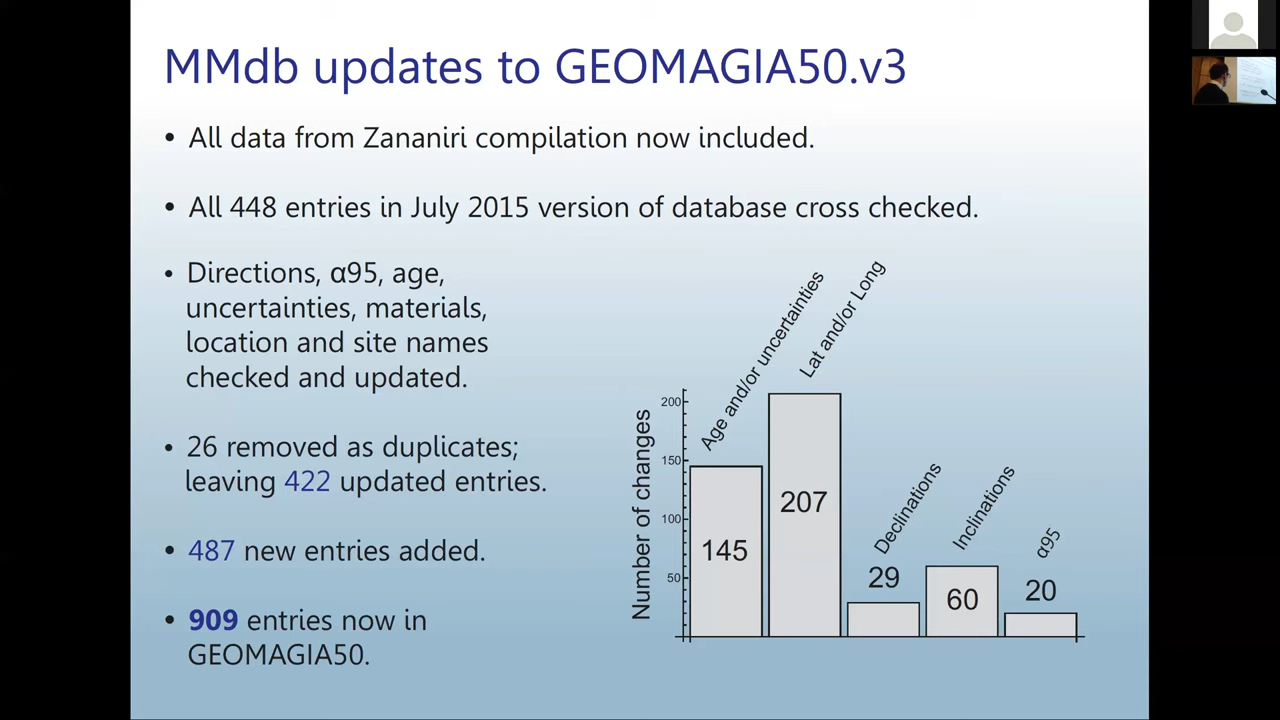 MMdb updates to GEOMAGIA50.v3
• All data from Zananiri compilation now included.
• All 448 entries in July 2015 version of database cross checked.
• Directions, α95, age,
uncertainties, materials,
location and site names
checked and updated.
• 26 removed as duplicates;
leaving 422 updated entries.
• 487 new entries added.
• 909 entries now in
GEOMAGIA50.
Number of changes
200
150
100
50
Age and/or uncertainties
Lat and/or Long
Declinations
Inclinations
α95
145
207
29
60
20